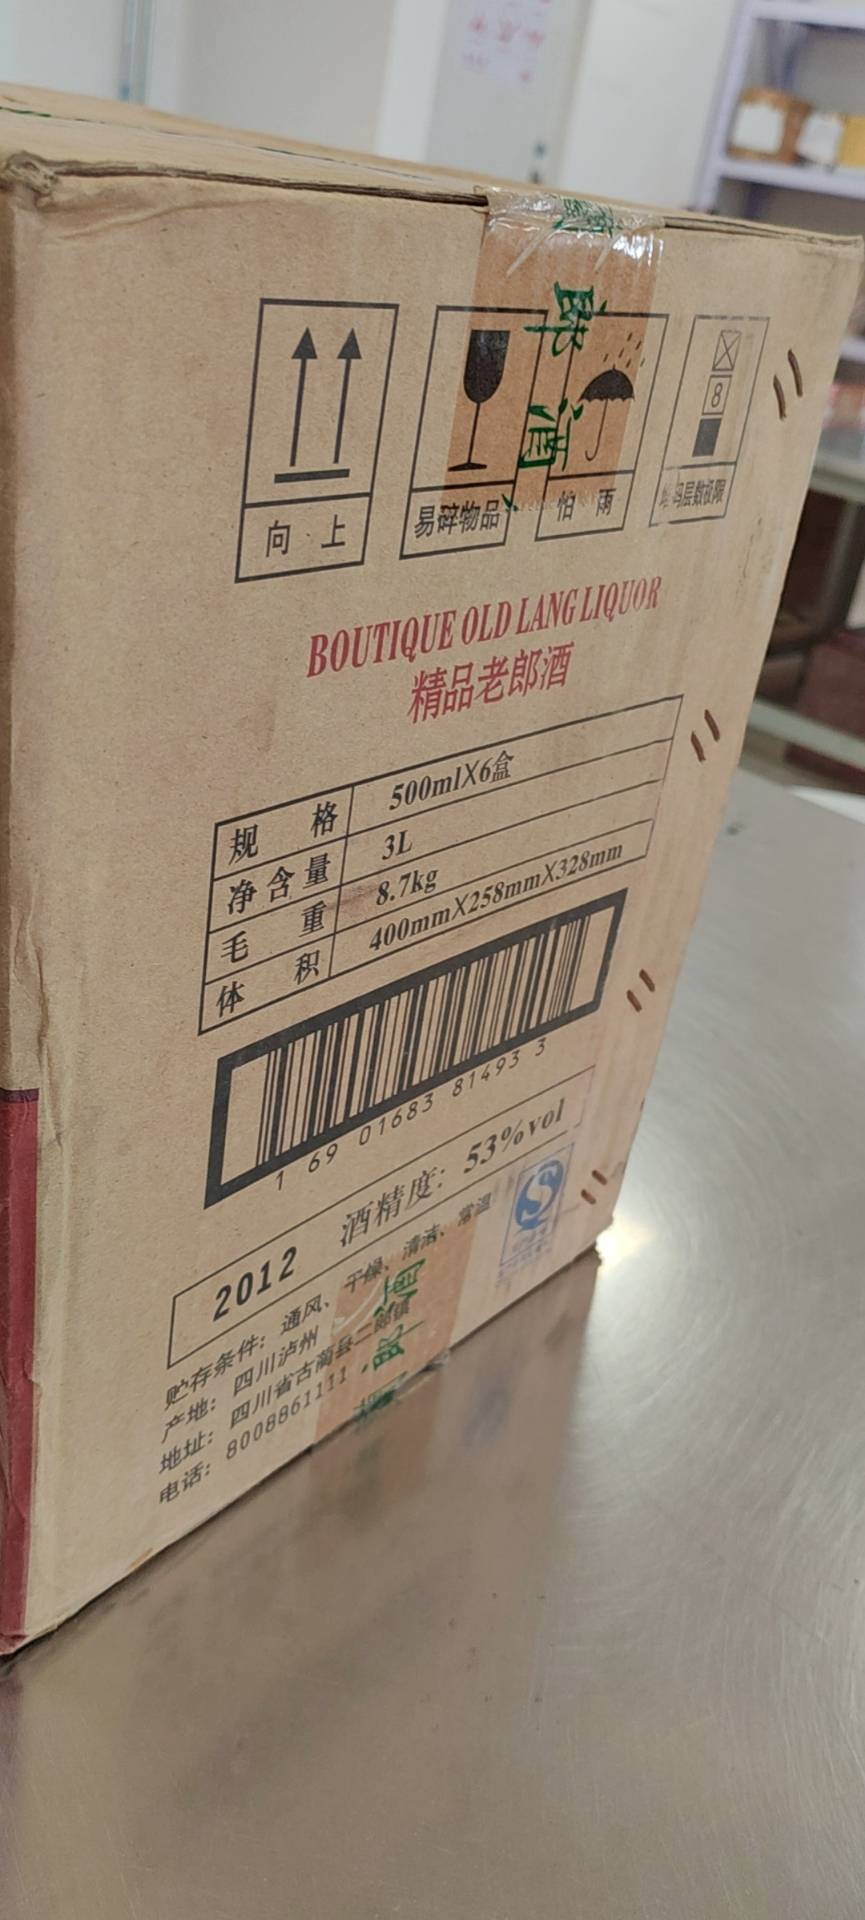 向 上
易碎物品
怕 雨
8
堆码层数极限
郎
酒
BOUTIQUE OLD LANG LIQUOR
精品老郎酒
规 格 500mlX6盒
净含量 3L
毛 重 8.7kg
体 积 400mmX258mmX328mm
1 69 01683 81493 3
2012 酒精度：53%vol
贮存条件：通风、干燥、清洁、常温
产地：四川泸州
地址：四川省古蔺县二郎镇
电话：8008861111